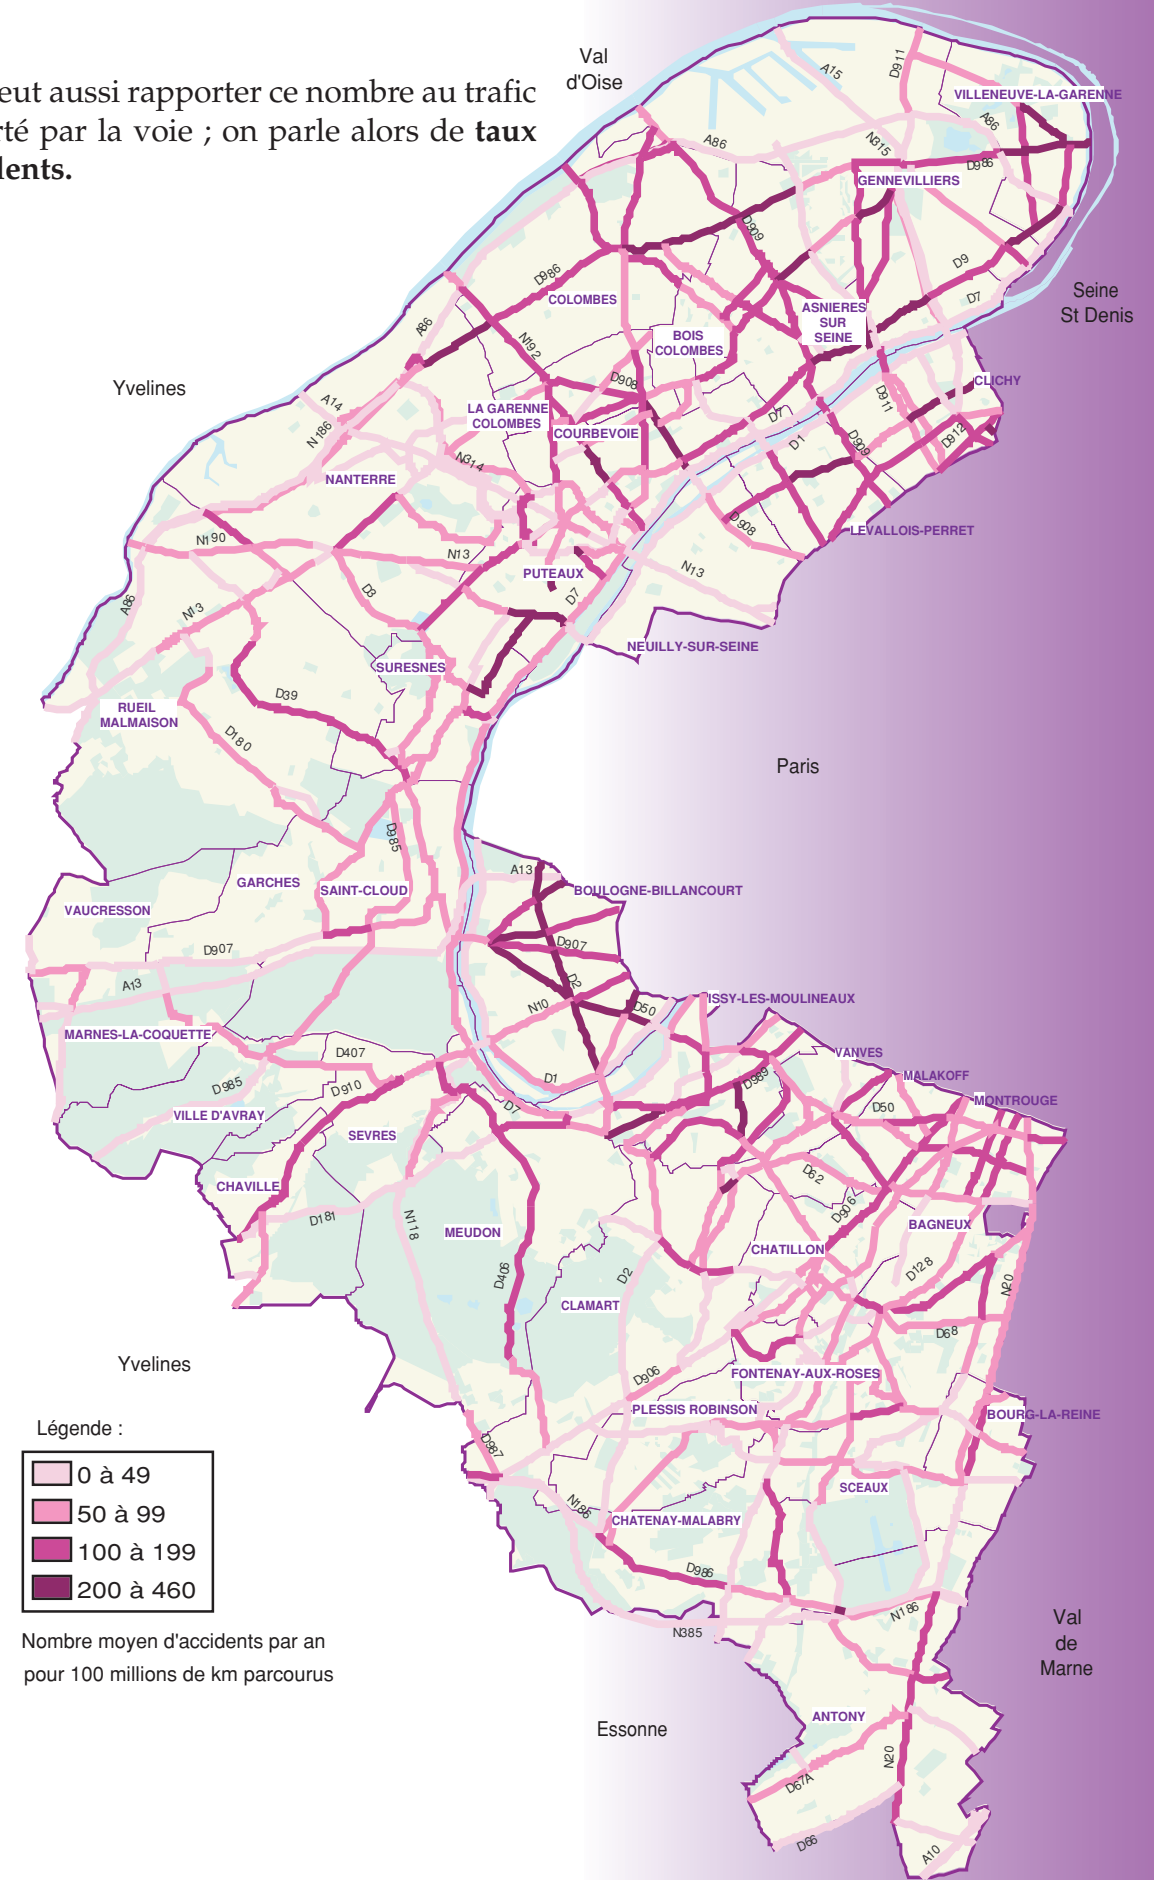 eut aussi rapporter ce nombre au trafic
rté par la voie ; on parle alors de taux
dents.
Val
d'Oise
A15
D911
VILLENEUVE-LA-GARENNE
A86
A86
N315
D986
GENNEVILLIERS
D909
D986
COLOMBES
D9
D7
Seine
St Denis
A86
N192
BOIS
COLOMBES
ASNIERES
SUR
SEINE
Yvelines
D908
CLICHY
A14
LA GARENNE
COLOMBES
D7
D911
N186
COURBEVOIE
D1
D909
D912
N314
NANTERRE
D908
LEVALLOIS-PERRET
N190
N13
PUTEAUX
N13
A86
N13
D3
D7
NEUILLY-SUR-SEINE
SURESNES
RUEIL
MALMAISON
D39
D180
Paris
D985
A13
GARCHES
SAINT-CLOUD
BOULOGNE-BILLANCOURT
VAUCRESSON
D907
D907
A13
D2
N10
D50
ISSY-LES-MOULINEAUX
MARNES-LA-COQUETTE
D407
VANVES
D985
D910
D1
D989
MALAKOFF
VILLE D'AVRAY
D7
D50
MONTROUGE
SEVRES
CHAVILLE
D62
D181
N118
MEUDON
D906
BAGNEUX
CHATILLON
D406
D2
D128
N20
CLAMART
D68
Yvelines
D906
FONTENAY-AUX-ROSES
PLESSIS ROBINSON
BOURG-LA-REINE
Légende :
D987
0 à 49
SCEAUX
50 à 99
N186
CHATENAY-MALABRY
100 à 199
D986
200 à 460
N186
Nombre moyen d'accidents par an
pour 100 millions de km parcourus
N385
Val
de
Marne
Essonne
ANTONY
N20
D67A
D66
A10